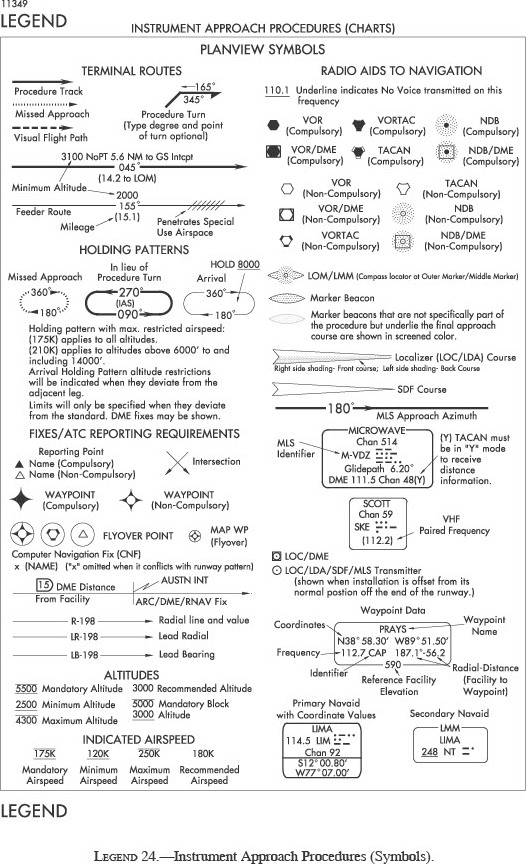 11349
LEGEND
INSTRUMENT APPROACH PROCEDURES (CHARTS)
PLANVIEW SYMBOLS
TERMINAL ROUTES
Procedure Track
Missed Approach
Visual Flight Path
165°
345°
Procedure Turn
(Type degree and point
of turn optional)
3100 NoPT 5.6 NM to GS Intcpt
045°
(14.2 to LOM)
Minimum Altitude
2000
Feeder Route
155°
(15.1)
Mileage
Penetrates Special
Use Airspace
HOLDING PATTERNS
Missed Approach
In lieu of
Procedure Turn
HOLD 8000
Arrival
360°
180°
270°
(IAS)
090°
360°
180°
Holding pattern with max. restricted airspeed:
(175K) applies to all altitudes.
(210K) applies to altitudes above 6000' to and
including 14000'.
Arrival Holding Pattern altitude restrictions
will be indicated when they deviate from the
adjacent leg.
Limits will only be specified when they deviate
from the standard. DME fixes may be shown.
FIXES/ATC REPORTING REQUIREMENTS
Reporting Point
Name (Compulsory)
Name (Non-Compulsory)
Intersection
WAYPOINT
(Compulsory)
WAYPOINT
(Non-Compulsory)
FLYOVER POINT
MAP WP
(Flyover)
Computer Navigation Fix (CNF)
x (NAME) ("x" omitted when it conflicts with runway pattern)
15 DME Distance
From Facility
AUSTN INT
ARC/DME/RNAV Fix
R-198
Radial line and value
LR-198
Lead Radial
LB-198
Lead Bearing
ALTITUDES
5500 Mandatory Altitude
3000 Recommended Altitude
2500 Minimum Altitude
5000 Mandatory Block
3000 Altitude
4300 Maximum Altitude
INDICATED AIRSPEED
175K 120K 250K 180K
Mandatory Minimum Maximum Recommended
Airspeed Airspeed Airspeed Airspeed
RADIO AIDS TO NAVIGATION
110.1 Underline indicates No Voice transmitted on this
frequency
VOR
(Compulsory)
VORTAC
(Compulsory)
NDB
(Compulsory)
VOR/DME
(Compulsory)
TACAN
(Compulsory)
NDB/DME
(Compulsory)
VOR
(Non-Compulsory)
TACAN
(Non-Compulsory)
VOR/DME
(Non-Compulsory)
NDB
(Non-Compulsory)
VORTAC
(Non-Compulsory)
NDB/DME
(Non-Compulsory)
LOM/LMM (Compass locator at Outer Marker/Middle Marker)
Marker Beacon
Marker beacons that are not specifically part of
the procedure but underlie the final approach
course are shown in screened color.
Localizer (LOC/LDA) Course
Right side shading- Front course; Left side shading- Back Course
SDF Course
180°
MLS Approach Azimuth
MLS
Identifier
MICROWAVE
Chan 514
M-VDZ
Glidepath 6.20°
DME 111.5 Chan 48(Y)
(Y) TACAN must
be in "Y" mode
to receive
distance
information.
SCOTT
Chan 59
SKE
(112.2)
VHF
Paired Frequency
LOC/DME
LOC/LDA/SDF/MLS Transmitter
(shown when installation is offset from its
normal postion off the end of the runway.)
Waypoint Data
Coordinates
PRAYS
N38°58.30' W89°51.50'
112.7 CAP 187.1°-56.2
590
Waypoint
Name
Frequency
Identifier
Reference Facility
Elevation
Radial-Distance
(Facility to
Waypoint)
Primary Navaid
with Coordinate Values
LIMA
114.5 LIM
Chan 92
S12°00.80'
W77°07.00'
Secondary Navaid
LMM
LIMA
248 NT
LEGEND
LEGEND 24.—Instrument Approach Procedures (Symbols).